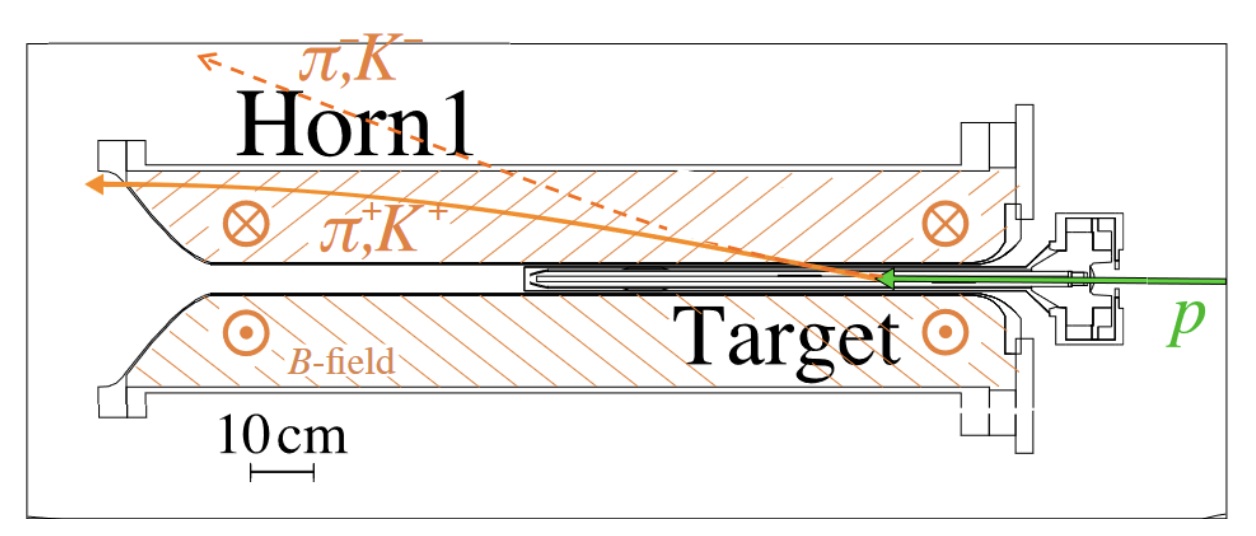 π⁻,K⁻
Horn1
π⁺,K⁺
Target
p
B-field
10 cm